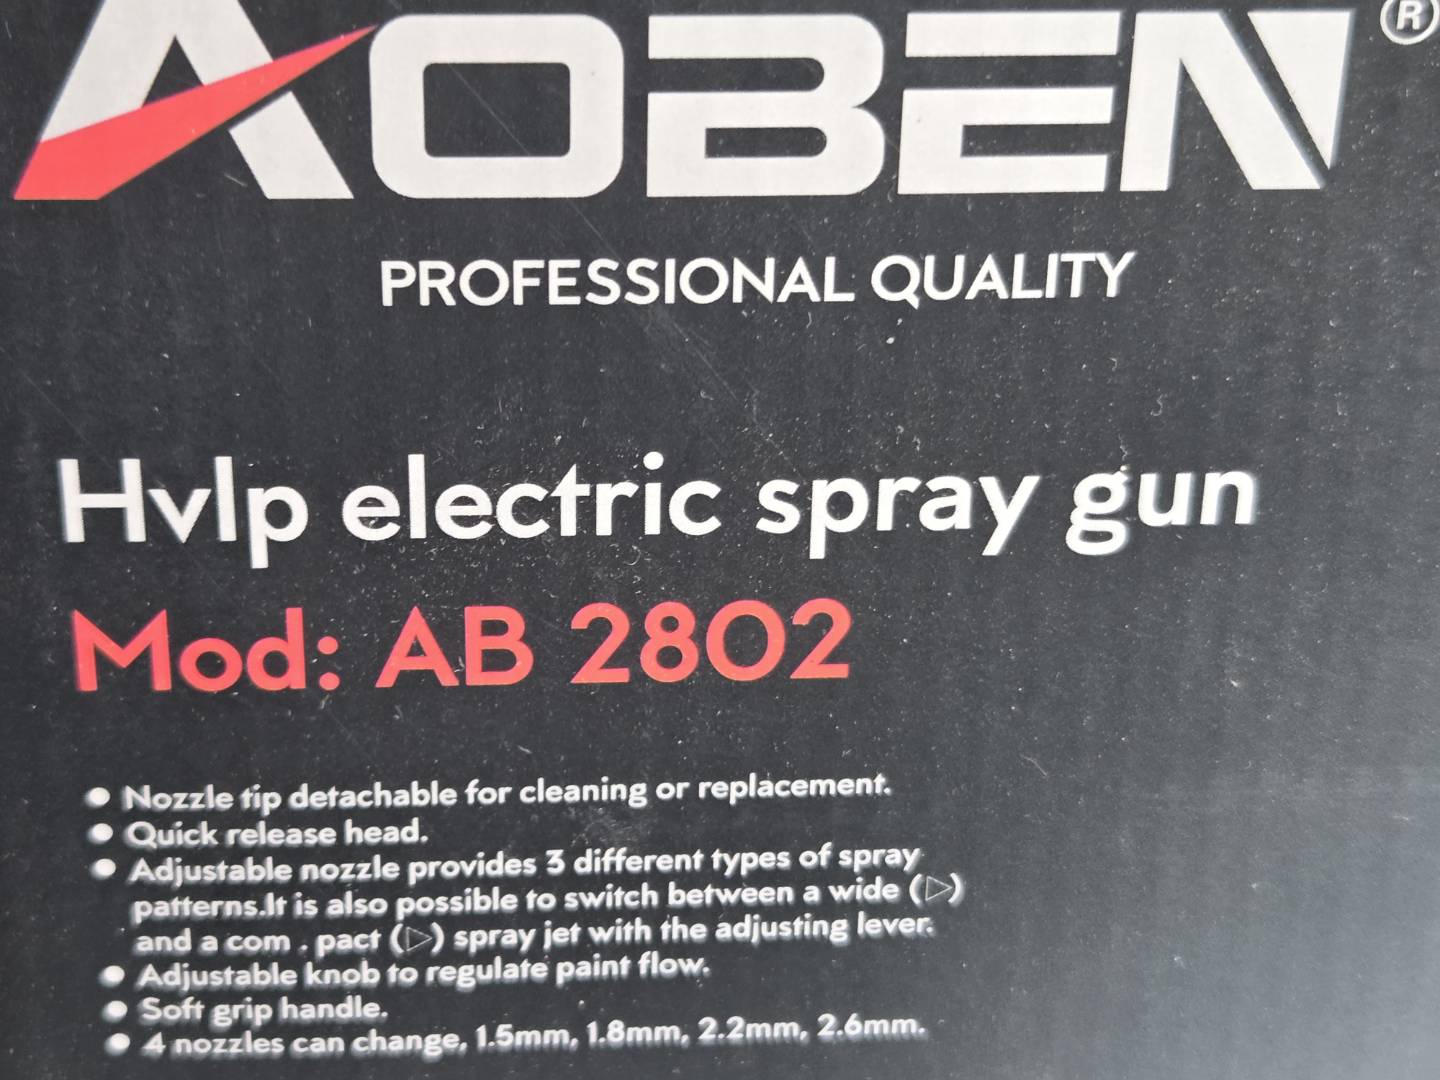 AOBEN®
PROFESSIONAL QUALITY
Hvlp electric spray gun
Mod: AB 2802
● Nozzle tip detachable for cleaning or replacement.
● Quick release head.
● Adjustable nozzle provides 3 different types of spray
patterns.It is also possible to switch between a wide (▷)
and a com . pact (▷) spray jet with the adjusting lever.
● Adjustable knob to regulate paint flow.
● Soft grip handle.
● 4 nozzles can change, 1.5mm, 1.8mm, 2.2mm, 2.6mm.